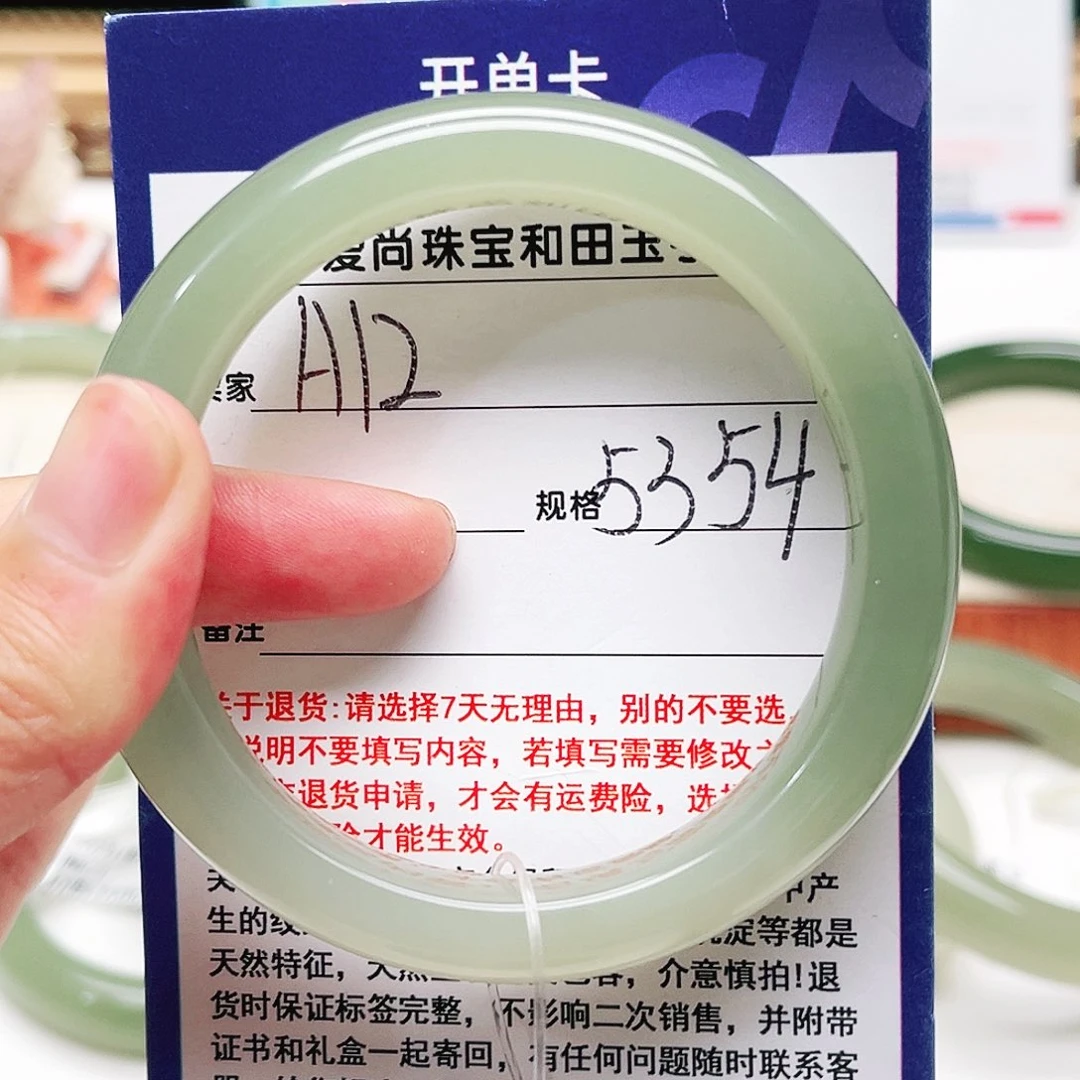 开单卡
爱尚珠宝和田玉
家 A12
规格 5354
备注
关于退货:请选择7天无理由，别的不要选
说明不要填写内容，若填写需要修改
退货申请，才会有运费险，选
才能生效。
生的 淀等都是
天然特征， 介意慎拍!退
货时保证标签完整，不影响二次销售，并附带
证书和礼盒一起寄回，有任何问题随时联系客